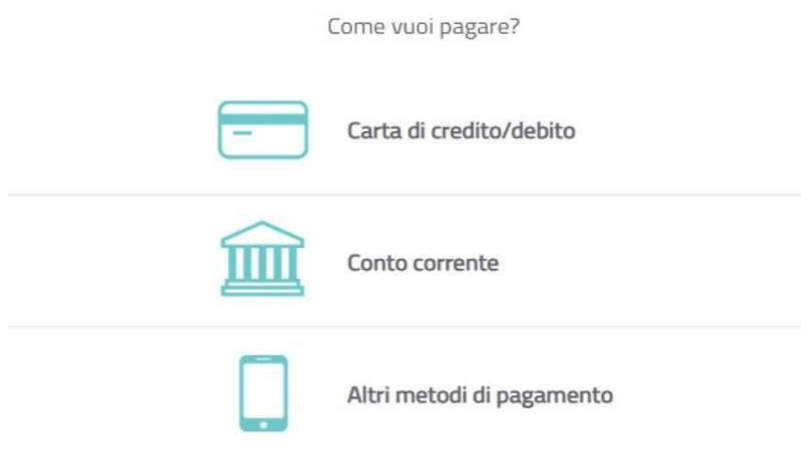 Come vuoi pagare?
Carta di credito/debito
Conto corrente
Altri metodi di pagamento